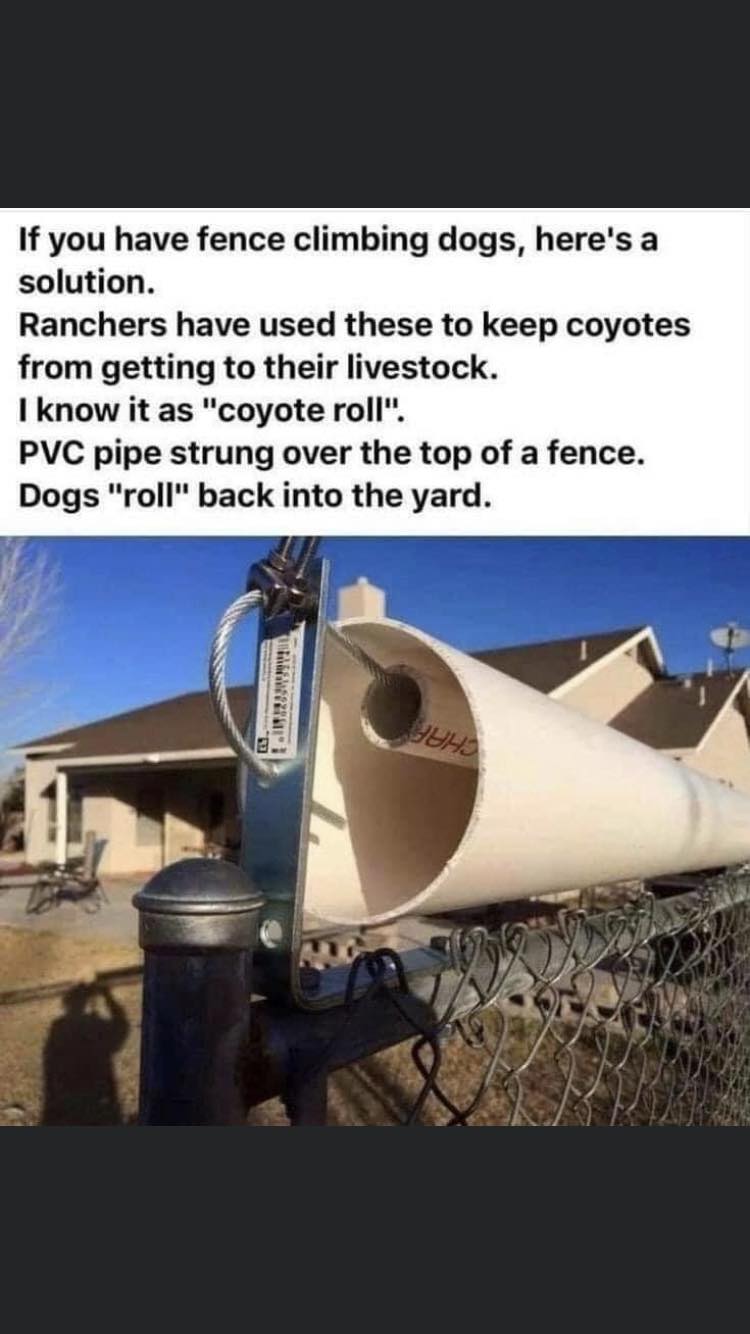 If you have fence climbing dogs, here's a
solution.
Ranchers have used these to keep coyotes
from getting to their livestock.
I know it as "coyote roll".
PVC pipe strung over the top of a fence.
Dogs "roll" back into the yard.
CHAR